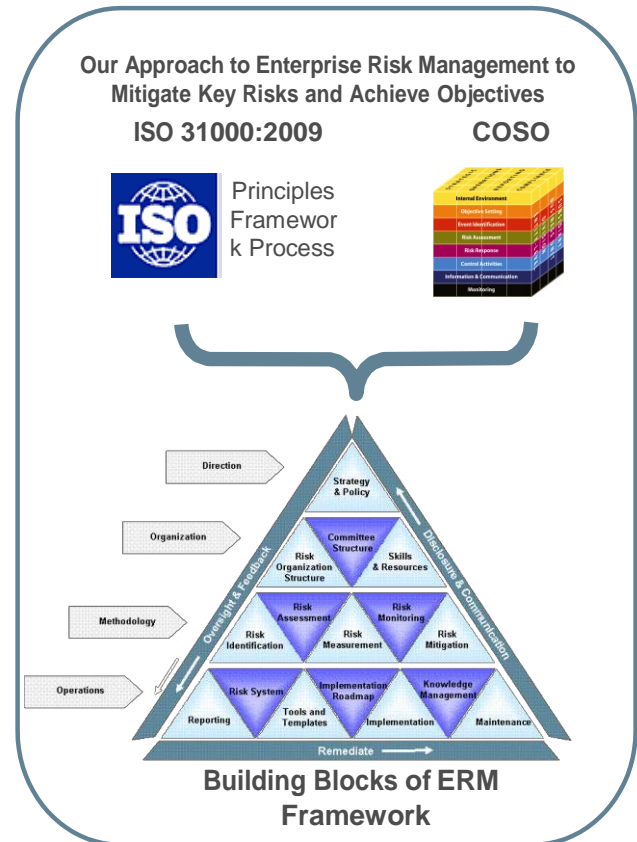 Our Approach to Enterprise Risk Management to
Mitigate Key Risks and Achieve Objectives
ISO 31000:2009
COSO
ISO
Principles
Framewor
k Process
STRATEGIC
OPERATIONS
REPORTING
COMPLIANCE
Internal Environment
Objective Setting
Event Identification
Risk Assessment
Risk Response
Control Activities
Information & Communication
Monitoring
Direction
Organization
Methodology
Operations
Oversight & Feedback
Disclosure & Communication
Strategy
& Policy
Committee
Structure
Risk
Organization
Structure
Skills
& Resources
Risk
Assessment
Risk
Monitoring
Risk
Identification
Risk
Measurement
Risk
Mitigation
Risk System
Implementation
Roadmap
Knowledge
Management
Reporting
Tools and
Templates
Implementation
Maintenance
Remediate
Building Blocks of ERM
Framework